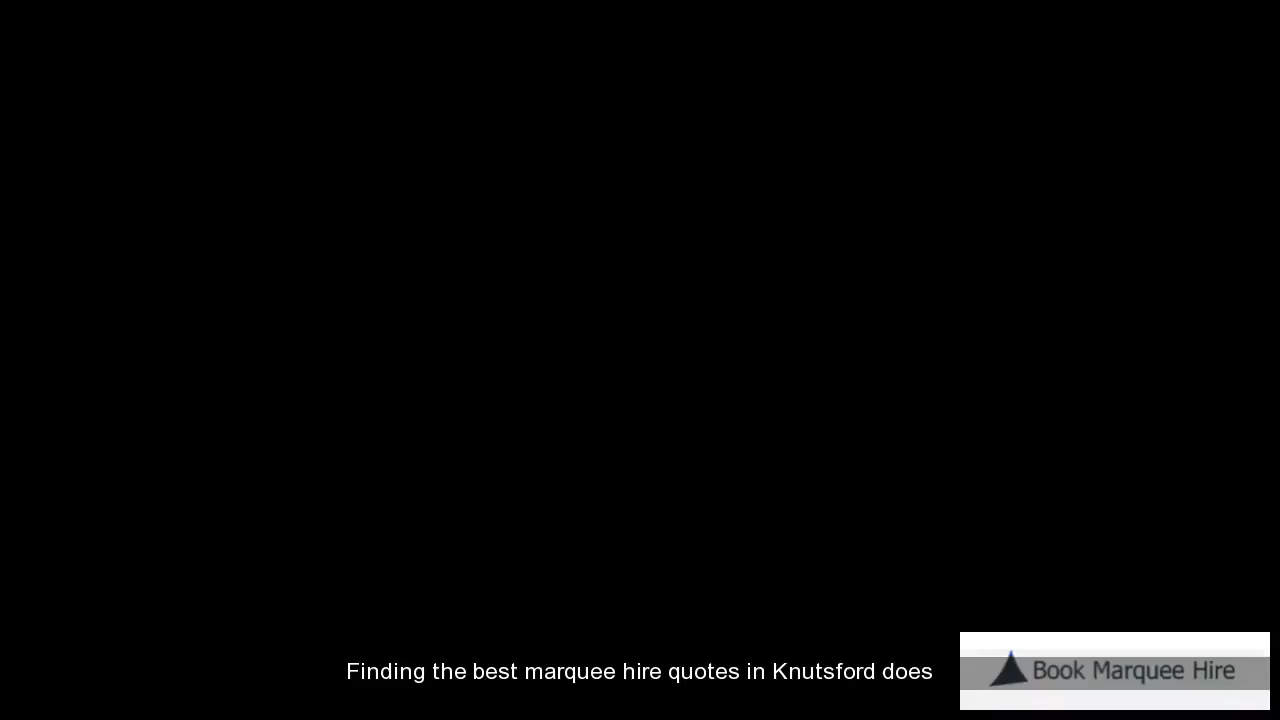 Finding the best marquee hire quotes in Knutsford does
Book Marquee Hire